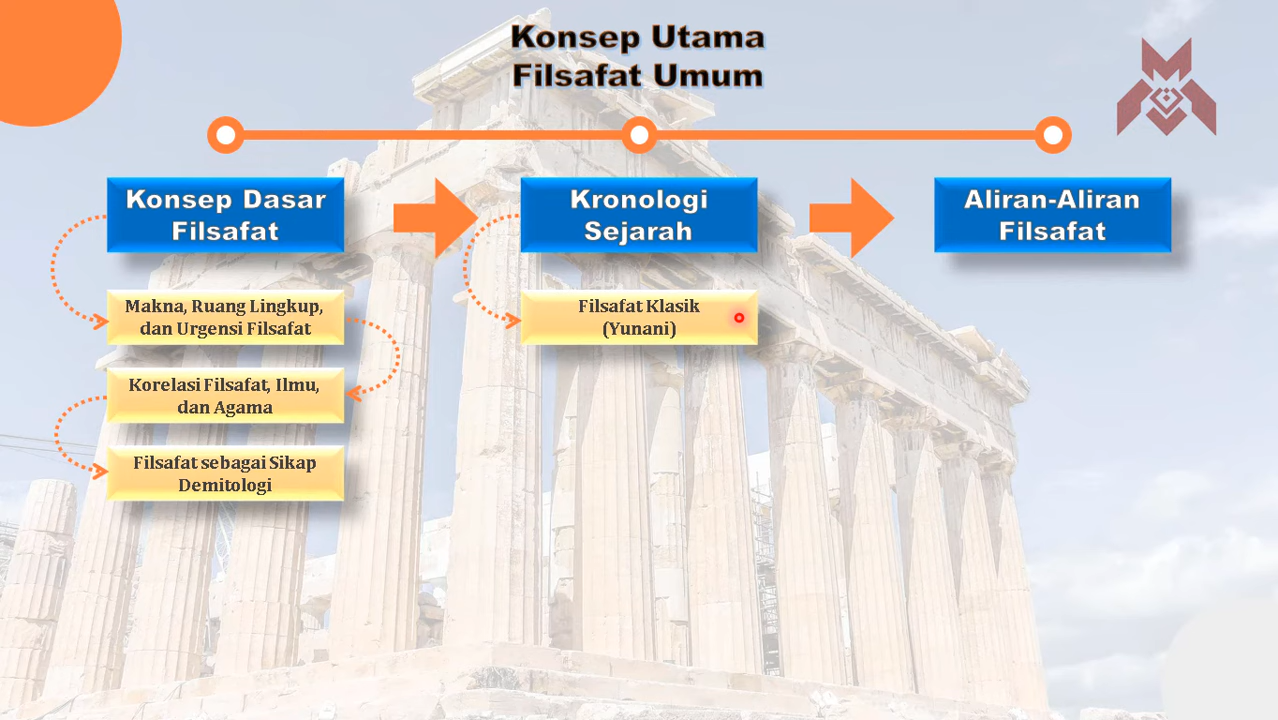 Konsep Utama
Filsafat Umum
Konsep Dasar
Filsafat
Kronologi
Sejarah
Aliran-Aliran
Filsafat
Makna, Ruang Lingkup,
dan Urgensi Filsafat
Korelasi Filsafat, Ilmu,
dan Agama
Filsafat sebagai Sikap
Demitologi
Filsafat Klasik
(Yunani)